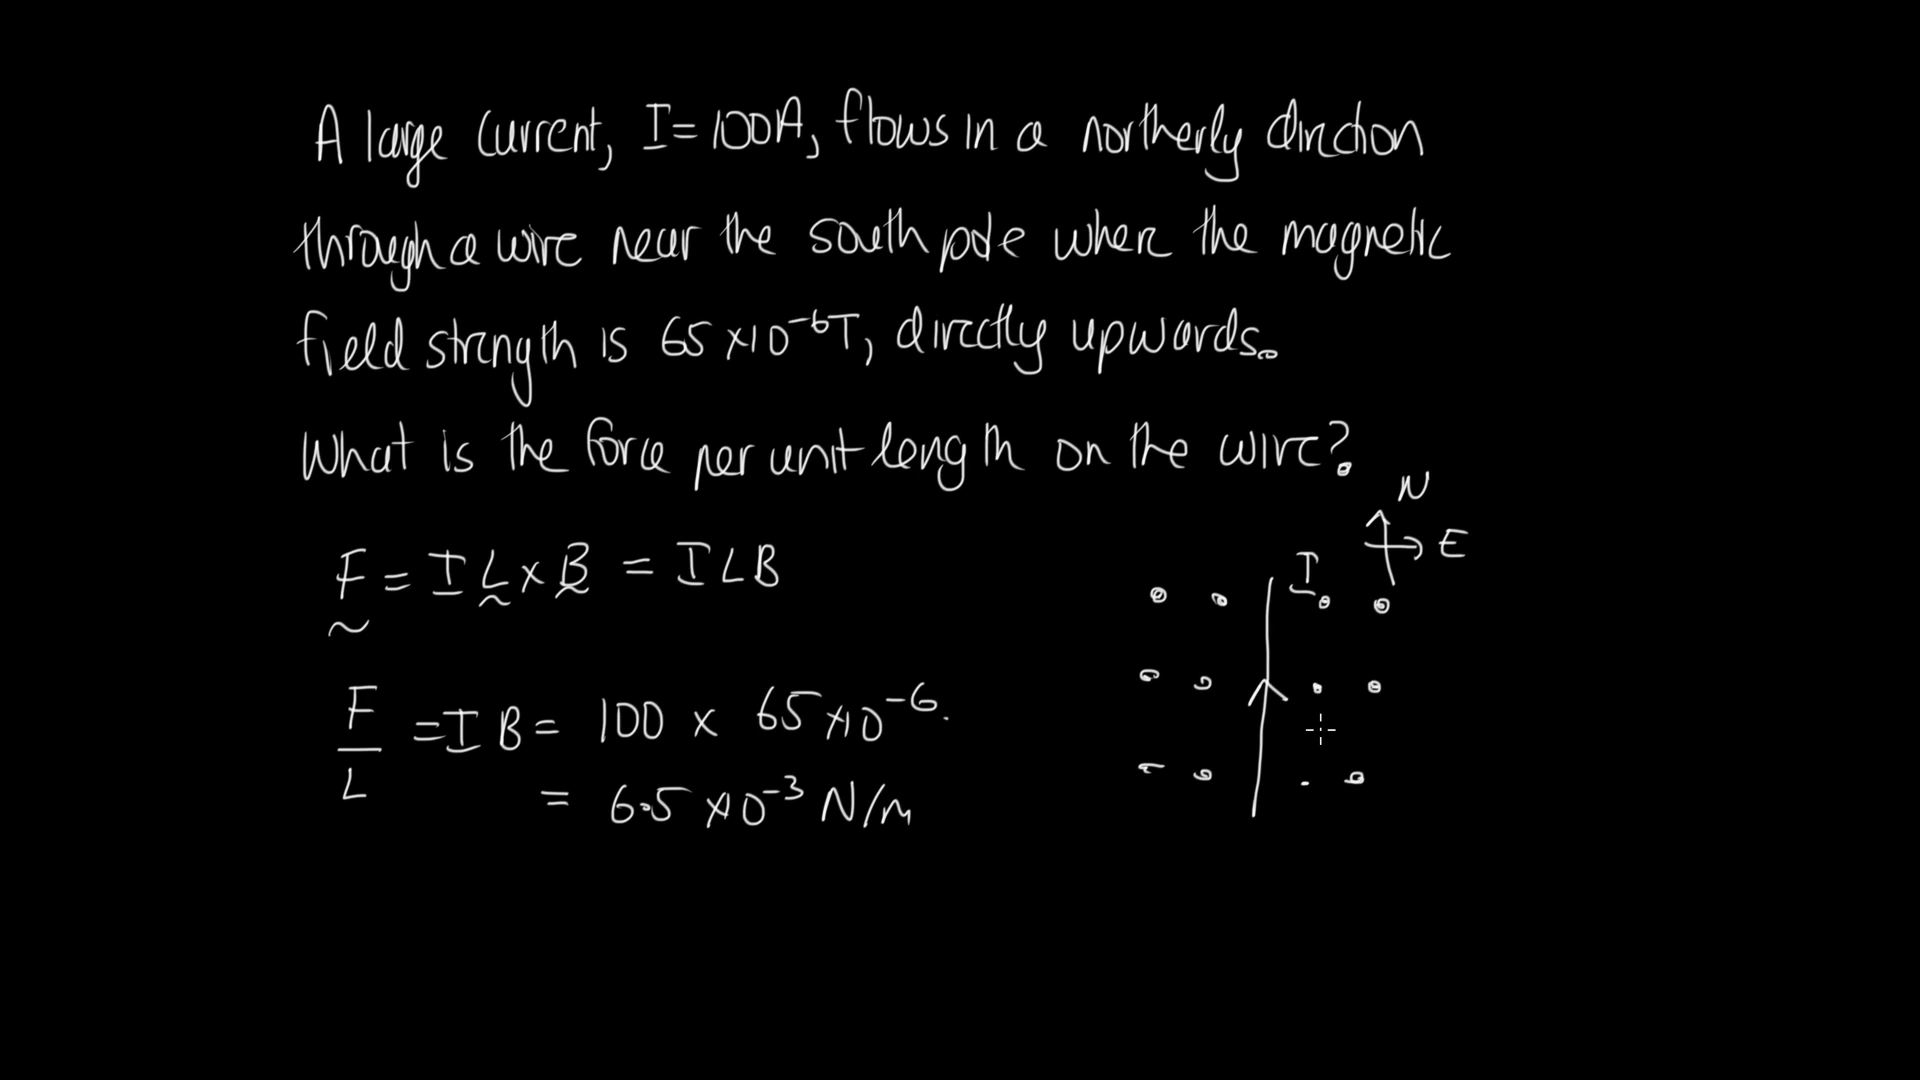 A large current, I=100A, flows in a northerly direction
through a wire near the south pole where the magnetic
field strength is 65 ×10⁻⁶T, directly upwards.
What is the force per unit length on the wire?
N
E
I
F = I L × B = I L B
F/L = I B = 100 × 65 ×10⁻⁶.
= 6.5 ×10⁻³ N/m